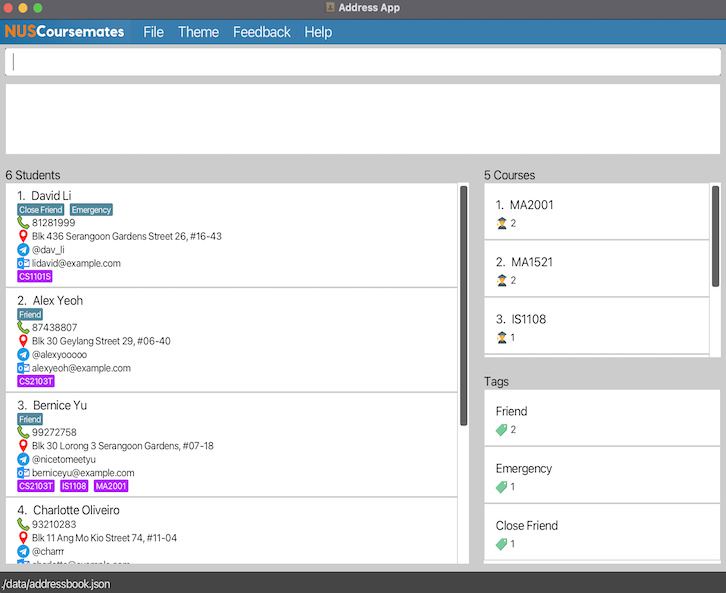 Address App
NUSCoursemates File Theme Feedback Help
6 Students
1. David Li
Close Friend Emergency
81281999
Blk 436 Serangoon Gardens Street 26, #16-43
@dav_li
lidavid@example.com
CS1101S
2. Alex Yeoh
Friend
87438807
Blk 30 Geylang Street 29, #06-40
@alexyooooo
alexyeoh@example.com
CS2103T
3. Bernice Yu
Friend
99272758
Blk 30 Lorong 3 Serangoon Gardens, #07-18
@nicetomeetyu
berniceyu@example.com
CS2103T IS1108 MA2001
4. Charlotte Oliveiro
93210283
Blk 11 Ang Mo Kio Street 74, #11-04
@charrr
5 Courses
1. MA2001
2
2. MA1521
2
3. IS1108
1
Tags
Friend
2
Emergency
1
Close Friend
1
./data/addressbook.json